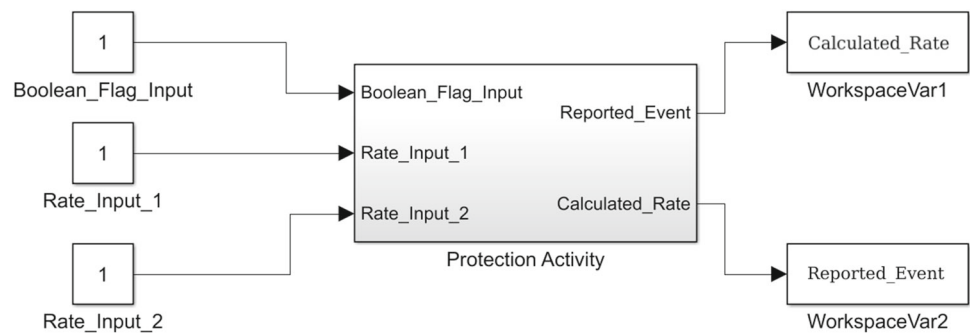 1
Boolean_Flag_Input
1
Rate_Input_1
1
Rate_Input_2
Boolean_Flag_Input
Rate_Input_1
Rate_Input_2
Reported_Event
Calculated_Rate
Protection Activity
Calculated_Rate
WorkspaceVar1
Reported_Event
WorkspaceVar2